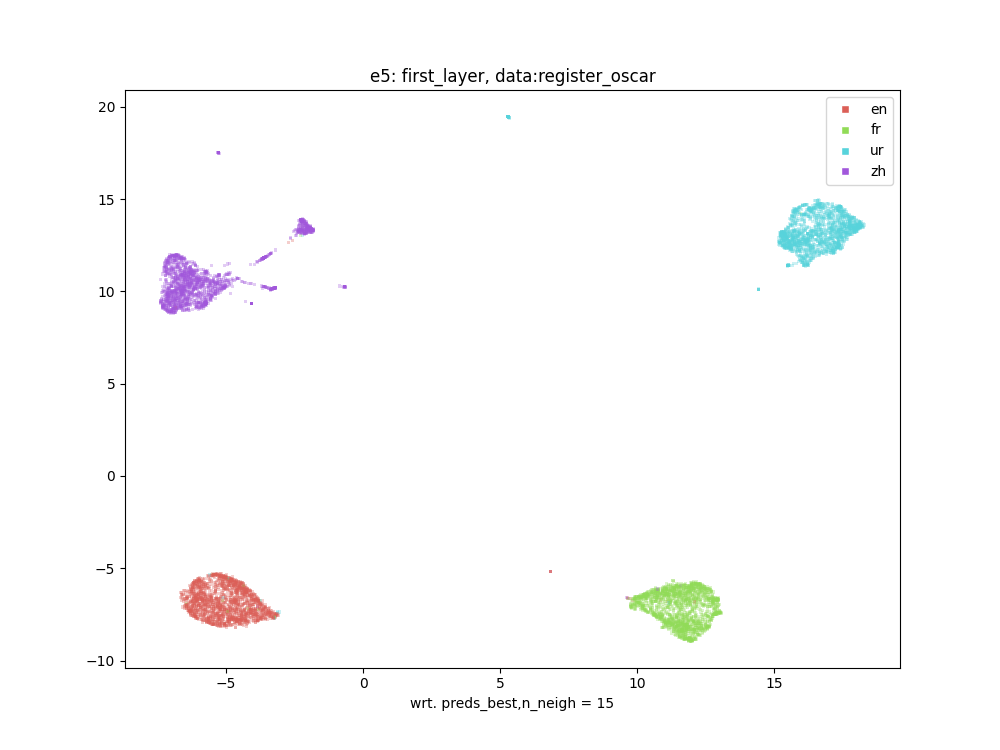 e5: first_layer, data:register_oscar
en
fr
ur
zh
20
15
10
5
0
−5
−10
−5
0
5
10
15
wrt. preds_best,n_neigh = 15